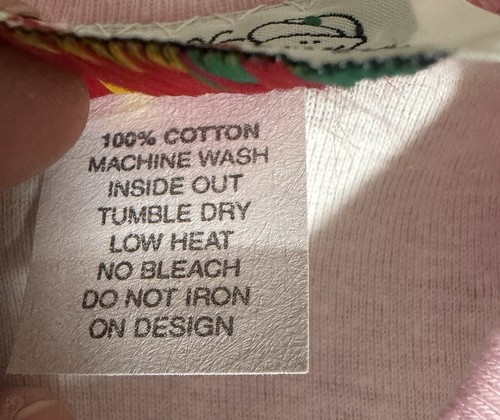 100% COTTON
MACHINE WASH
INSIDE OUT
TUMBLE DRY
LOW HEAT
NO BLEACH
DO NOT IRON
ON DESIGN